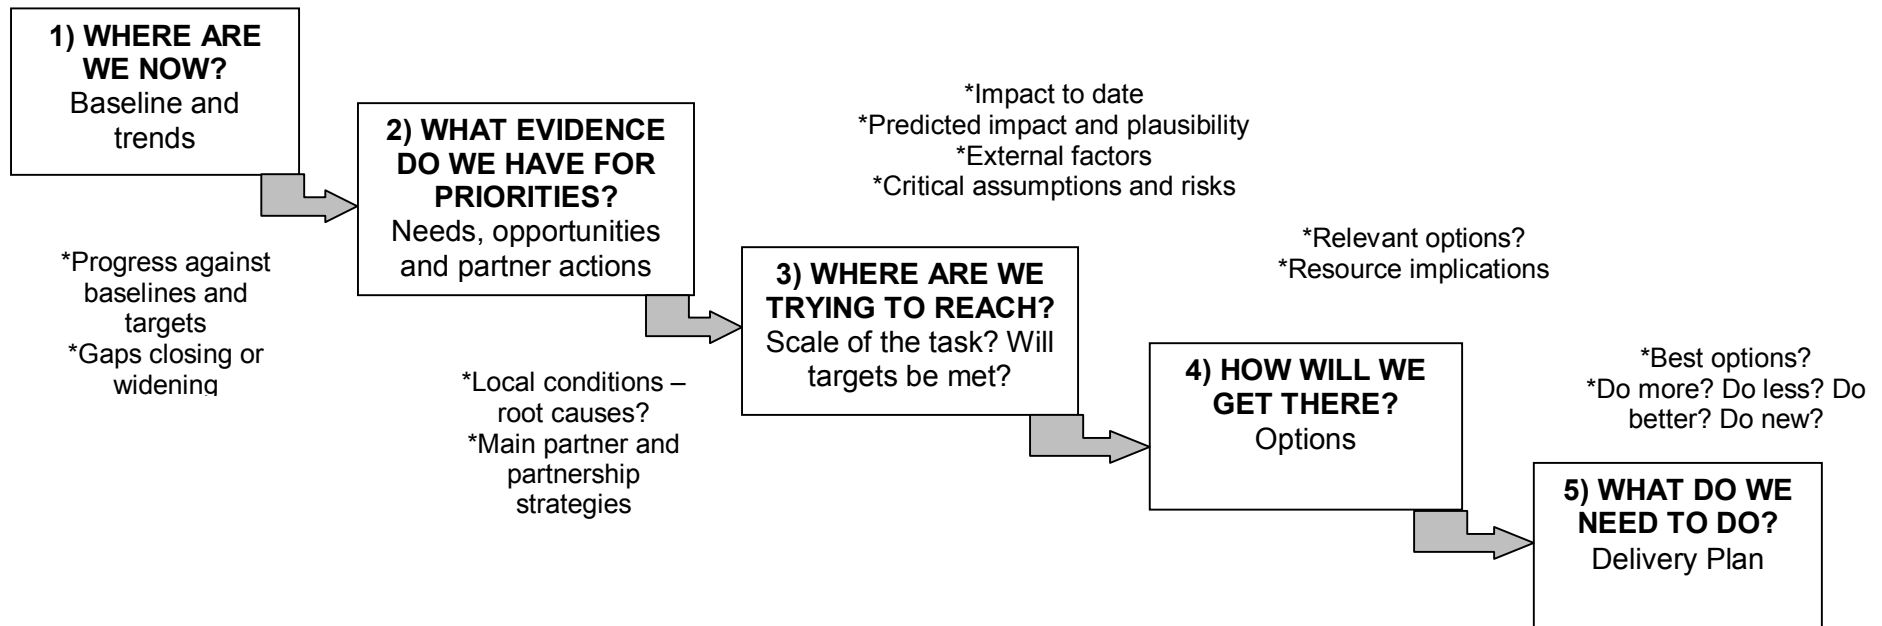 1) WHERE ARE
WE NOW?
Baseline and
trends
*Progress against
baselines and
targets
*Gaps closing or
widening
2) WHAT EVIDENCE
DO WE HAVE FOR
PRIORITIES?
Needs, opportunities
and partner actions
*Local conditions –
root causes?
*Main partner and
partnership
strategies
*Impact to date
*Predicted impact and plausibility
*External factors
*Critical assumptions and risks
3) WHERE ARE WE
TRYING TO REACH?
Scale of the task? Will
targets be met?
*Relevant options?
*Resource implications
4) HOW WILL WE
GET THERE?
Options
*Best options?
*Do more? Do less? Do
better? Do new?
5) WHAT DO WE
NEED TO DO?
Delivery Plan